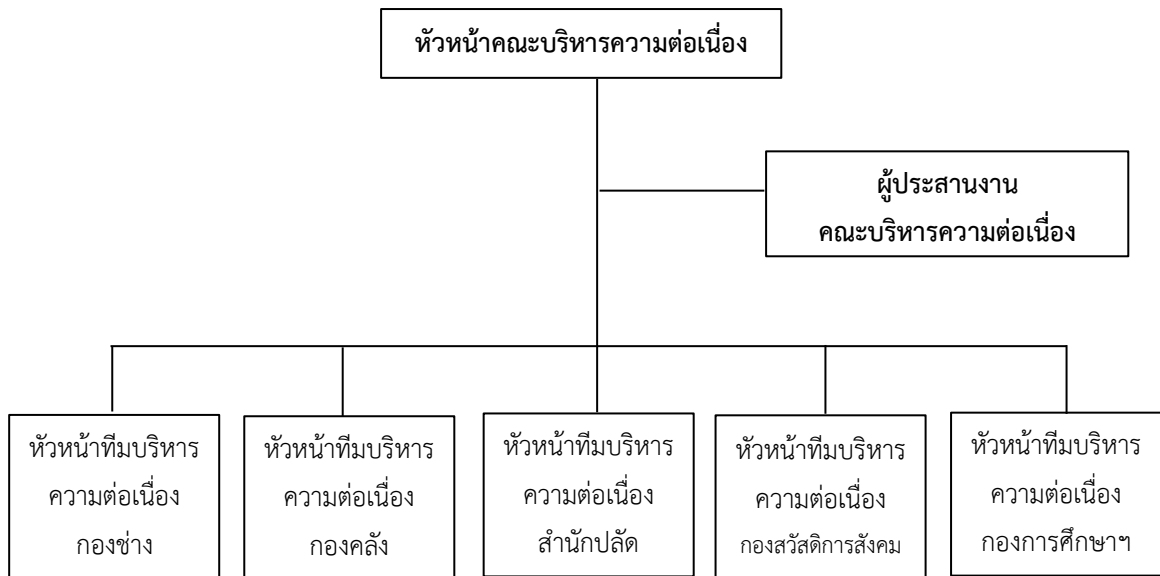 หัวหน้าคณะบริหารความต่อเนื่อง
ผู้ประสานงาน
คณะบริหารความต่อเนื่อง
หัวหน้าทีมบริหาร
ความต่อเนื่อง
กองช่าง
หัวหน้าทีมบริหาร
ความต่อเนื่อง
กองคลัง
หัวหน้าทีมบริหาร
ความต่อเนื่อง
สำนักปลัด
หัวหน้าทีมบริหาร
ความต่อเนื่อง
กองสวัสดิการสังคม
หัวหน้าทีมบริหาร
ความต่อเนื่อง
กองการศึกษาฯ